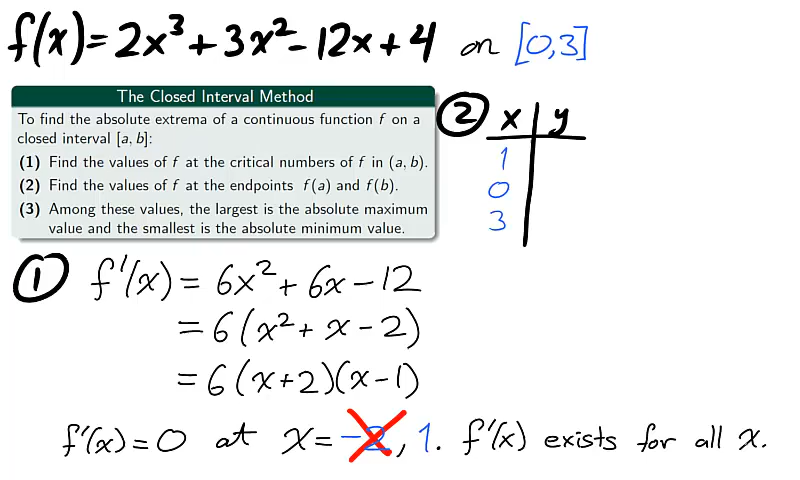 f(x)=2x³+3x²-12x+4 on [0,3]
The Closed Interval Method
To find the absolute extrema of a continuous function f on a
closed interval [a, b]:
(1) Find the values of f at the critical numbers of f in (a, b).
(2) Find the values of f at the endpoints f(a) and f(b).
(3) Among these values, the largest is the absolute maximum
value and the smallest is the absolute minimum value.
② x y
1
0
3
① f'(x) = 6x² + 6x - 12
= 6(x² + x - 2)
= 6(x+2)(x-1)
f'(x)=0 at x= -2, 1. f'(x) exists for all x.